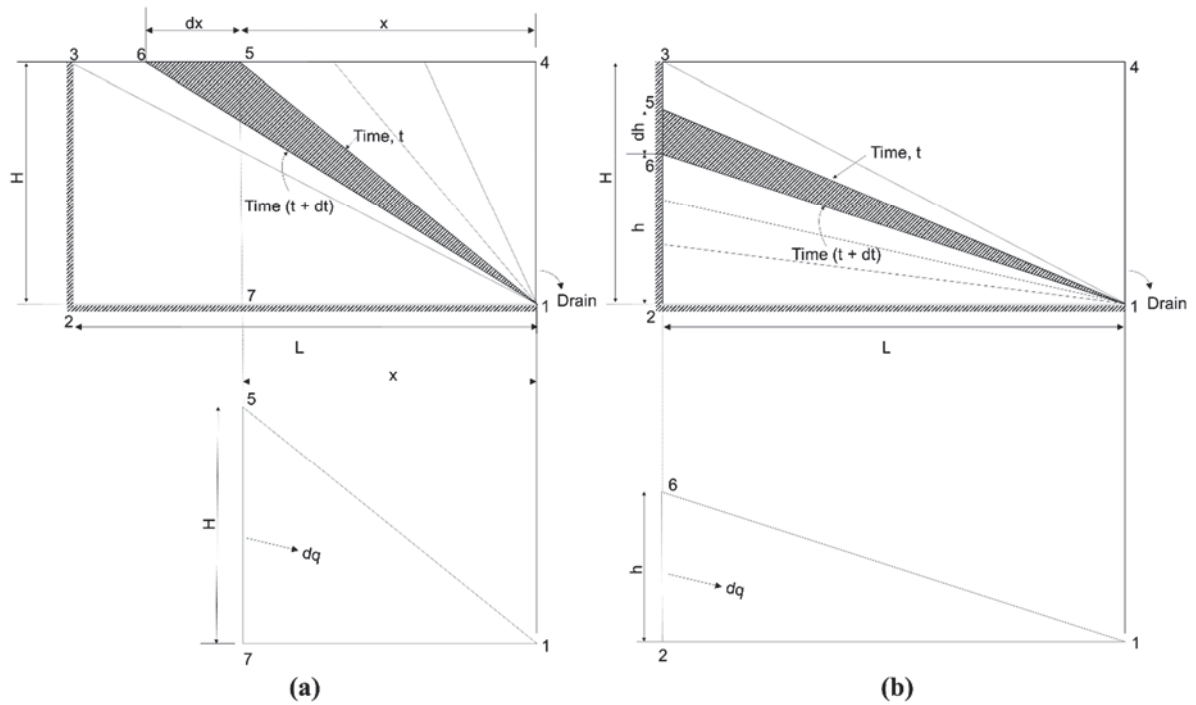 dx
x
3
6
5
4
Time, t
H
Time (t + dt)
7
1
Drain
2
L
x
5
H
dq
7
1
(a)
3
4
5
dh
Time, t
6
H
h
Time (t + dt)
1
Drain
2
L
6
h
dq
2
1
(b)